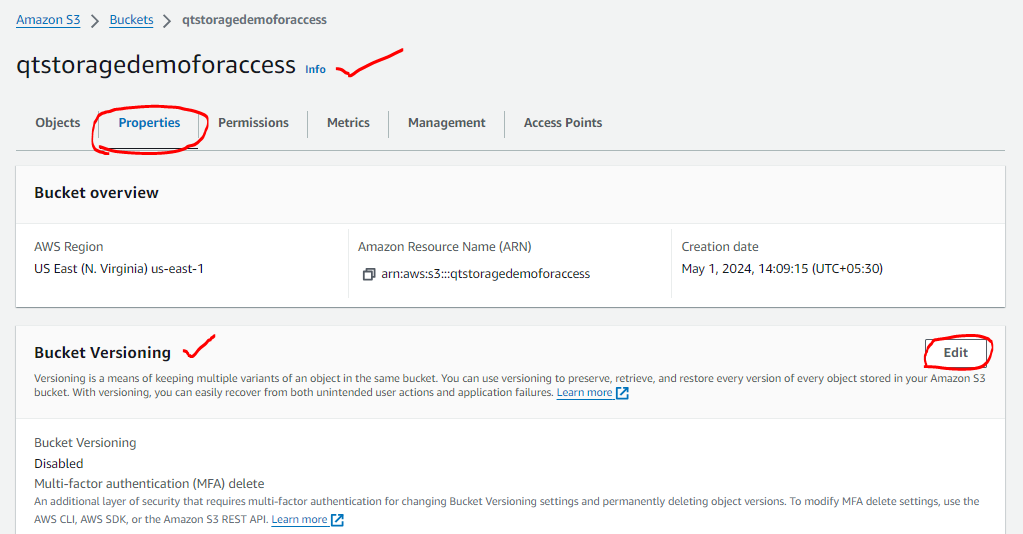 Amazon S3 > Buckets > qtstoragedemoforaccess
qtstoragedemoforaccess Info
Objects Properties Permissions Metrics Management Access Points
Bucket overview
AWS Region
US East (N. Virginia) us-east-1
Amazon Resource Name (ARN)
arn:aws:s3:::qtstoragedemoforaccess
Creation date
May 1, 2024, 14:09:15 (UTC+05:30)
Bucket Versioning
Edit
Versioning is a means of keeping multiple variants of an object in the same bucket. You can use versioning to preserve, retrieve, and restore every version of every object stored in your Amazon S3
bucket. With versioning, you can easily recover from both unintended user actions and application failures. Learn more
Bucket Versioning
Disabled
Multi-factor authentication (MFA) delete
An additional layer of security that requires multi-factor authentication for changing Bucket Versioning settings and permanently deleting object versions. To modify MFA delete settings, use the
AWS CLI, AWS SDK, or the Amazon S3 REST API. Learn more